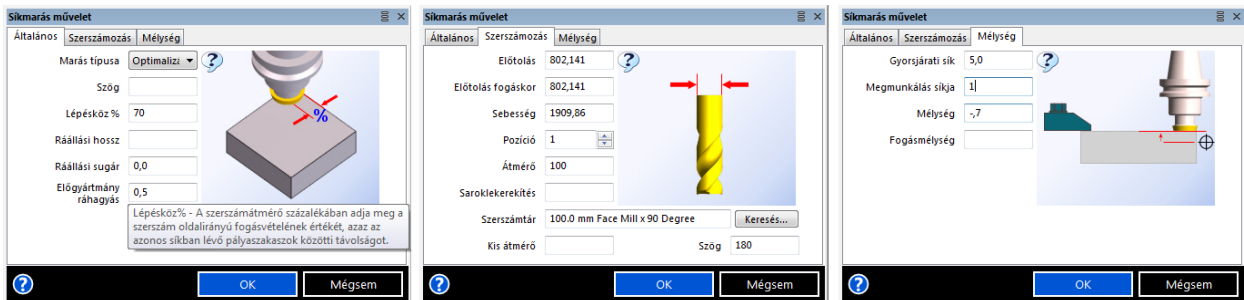 Síkmarás művelet
Általános Szerszámozás Mélység
Marás típusa Optimaliza
Szög
Lépésköz % 70
Ráállási hossz
Ráállási sugár 0,0
Előgyártmány
ráhagyás 0,5
%
Lépésköz% - A szerszámátmérő százalékában adja meg a
szerszám oldalirányú fogásvételének értékét, azaz az
azonos síkban lévő pályaszakaszok közötti távolságot.
OK Mégsem
Síkmarás művelet
Általános Szerszámozás Mélység
Előtolás 802,141
Előtolás fogáskor 802,141
Sebesség 1909,86
Pozíció 1
Átmérő 100
Saroklekerekítés
Szerszámtár 100.0 mm Face Mill x 90 Degree Keresés...
Kis átmérő Szög 180
OK Mégsem
Síkmarás művelet
Általános Szerszámozás Mélység
Gyorsjárati sík 5,0
Megmunkálás síkja 1
Mélység -,7
Fogásmélység
OK Mégsem